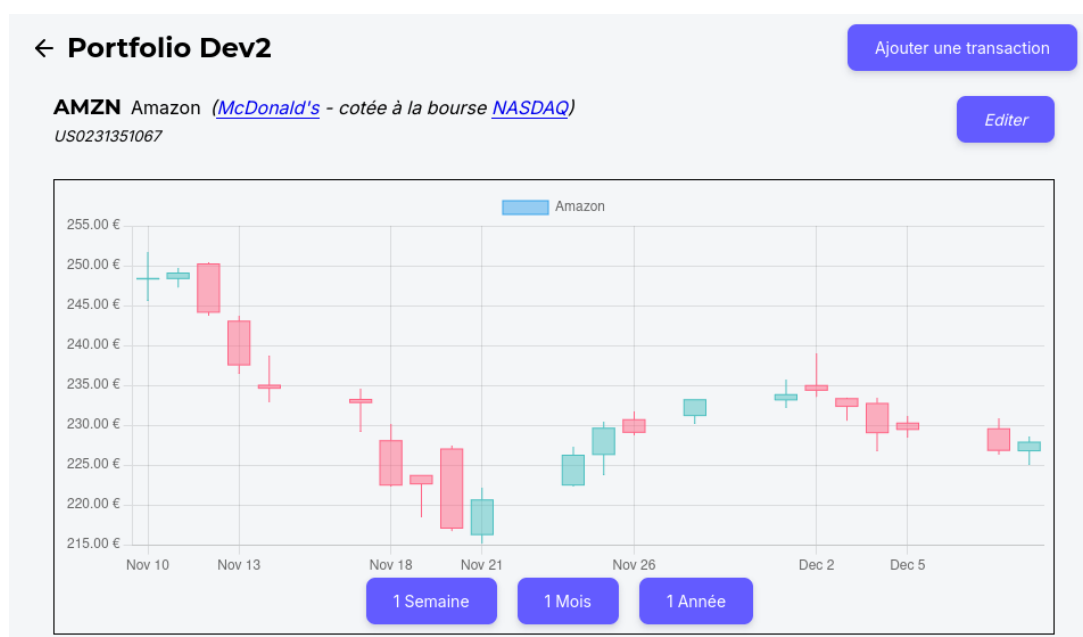 ← Portfolio Dev2
Ajouter une transaction
AMZN Amazon (McDonald's - cotée à la bourse NASDAQ)
US0231351067
Editer
Amazon
255.00 €
250.00 €
245.00 €
240.00 €
235.00 €
230.00 €
225.00 €
220.00 €
215.00 €
Nov 10 Nov 13 Nov 18 Nov 21 Nov 26 Dec 2 Dec 5
1 Semaine 1 Mois 1 Année